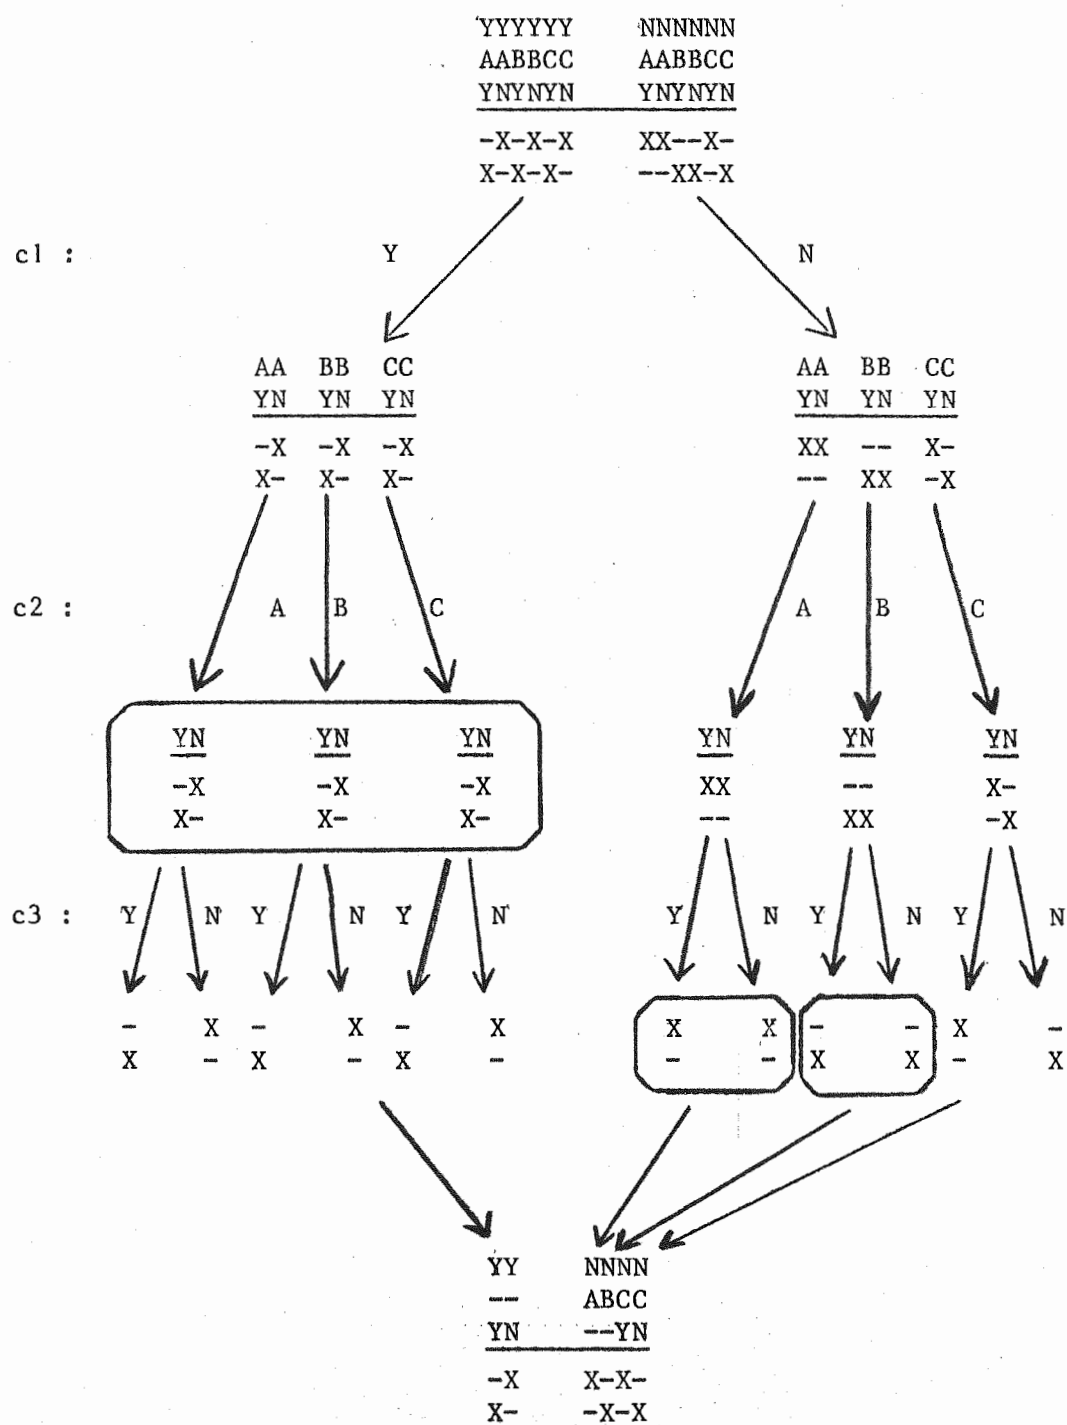 YYYYYY NNNNNN
AABBCC AABBCC
YNYNYN YNYNYN
-X-X-X XX--X-
X-X-X- --XX-X
c1 : Y N
AA BB CC AA BB CC
YN YN YN YN YN YN
-X -X -X XX -- X-
X- X- X- -- XX -X
c2 : A B C A B C
YN YN YN YN YN YN
-X -X -X XX -- X-
X- X- X- -- XX -X
c3 : Y N Y N Y N Y N Y N Y N
- X - X - X X X - - X -
X - X - X - - - X X - X
YY NNNN
-- ABCC
YN --YN
-X X-X-
X- -X-X